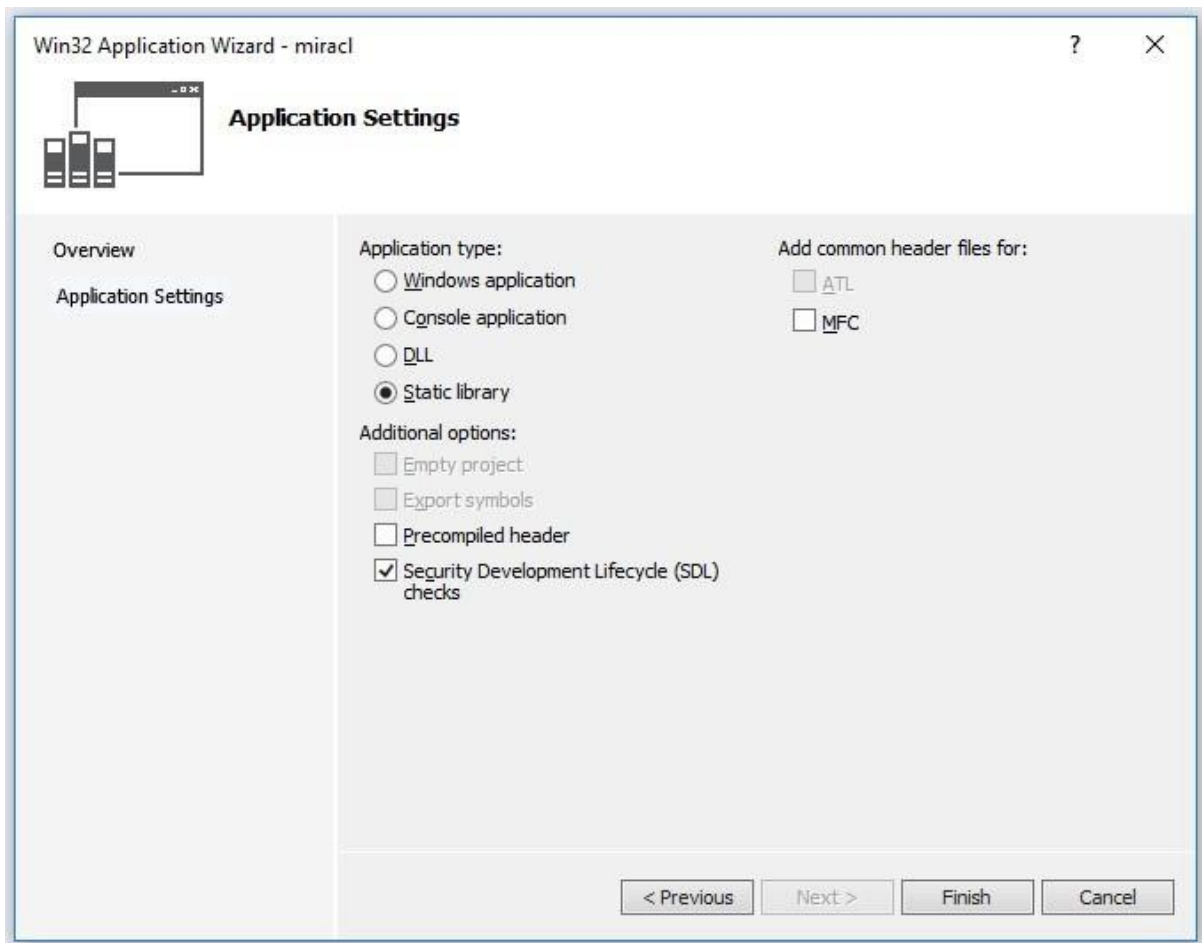 Win32 Application Wizard - miracl
?
Application Settings
Overview
Application Settings
Application type:
Windows application
Console application
DLL
Static library
Additional options:
Empty project
Export symbols
Precompiled header
Security Development Lifecycle (SDL)
checks
Add common header files for:
ATL
MFC
< Previous
Next >
Finish
Cancel